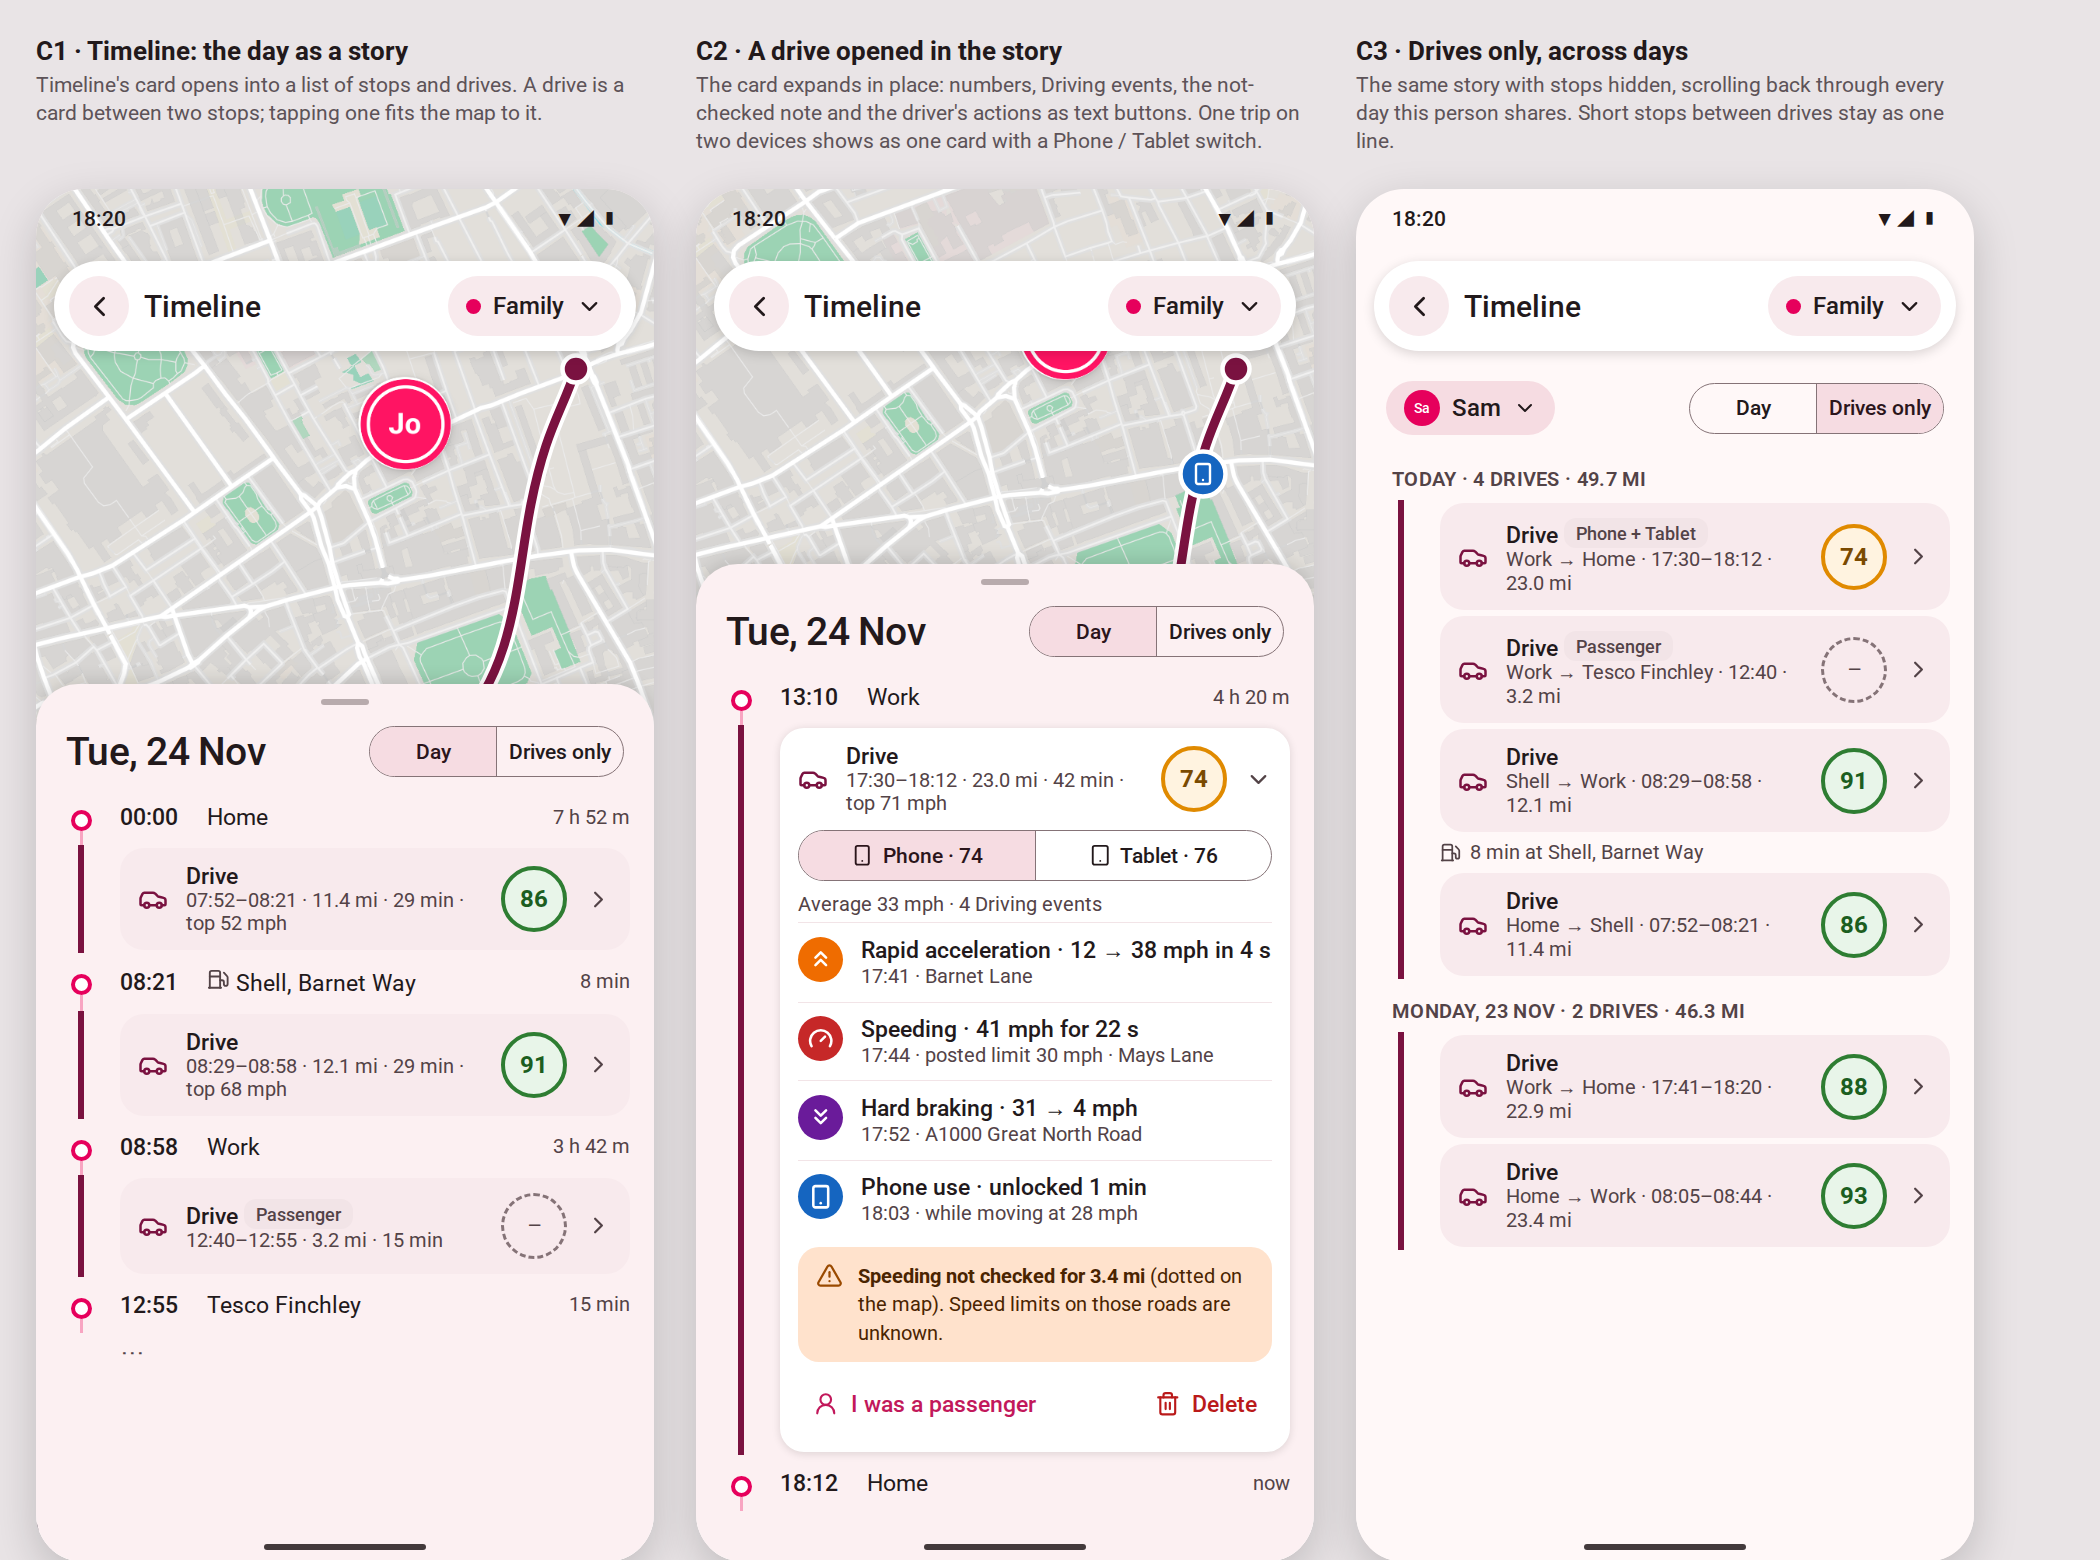 C1 · Timeline: the day as a story
Timeline's card opens into a list of stops and drives. A drive is a
card between two stops; tapping one fits the map to it.
18:20
Timeline
Family
Jo
Tue, 24 Nov
Day
Drives only
00:00 Home 7 h 52 m
Drive
07:52–08:21 · 11.4 mi · 29 min ·
top 52 mph
86
08:21 Shell, Barnet Way 8 min
Drive
08:29–08:58 · 12.1 mi · 29 min ·
top 68 mph
91
08:58 Work 3 h 42 m
Drive Passenger
12:40–12:55 · 3.2 mi · 15 min
–
12:55 Tesco Finchley 15 min
...
C2 · A drive opened in the story
The card expands in place: numbers, Driving events, the not-
checked note and the driver's actions as text buttons. One trip on
two devices shows as one card with a Phone / Tablet switch.
18:20
Timeline
Family
Tue, 24 Nov
Day
Drives only
13:10 Work 4 h 20 m
Drive
17:30–18:12 · 23.0 mi · 42 min ·
top 71 mph
74
Phone · 74
Tablet · 76
Average 33 mph · 4 Driving events
Rapid acceleration · 12 → 38 mph in 4 s
17:41 · Barnet Lane
Speeding · 41 mph for 22 s
17:44 · posted limit 30 mph · Mays Lane
Hard braking · 31 → 4 mph
17:52 · A1000 Great North Road
Phone use · unlocked 1 min
18:03 · while moving at 28 mph
Speeding not checked for 3.4 mi (dotted on
the map). Speed limits on those roads are
unknown.
I was a passenger
Delete
18:12 Home now
C3 · Drives only, across days
The same story with stops hidden, scrolling back through every
day this person shares. Short stops between drives stay as one
line.
18:20
Timeline
Family
Sa Sam
Day
Drives only
TODAY · 4 DRIVES · 49.7 MI
Drive Phone + Tablet
Work → Home · 17:30–18:12 ·
23.0 mi
74
Drive Passenger
Work → Tesco Finchley · 12:40 ·
3.2 mi
–
Drive
Shell → Work · 08:29–08:58 ·
12.1 mi
91
8 min at Shell, Barnet Way
Drive
Home → Shell · 07:52–08:21 ·
11.4 mi
86
MONDAY, 23 NOV · 2 DRIVES · 46.3 MI
Drive
Work → Home · 17:41–18:20 ·
22.9 mi
88
Drive
Home → Work · 08:05–08:44 ·
23.4 mi
93